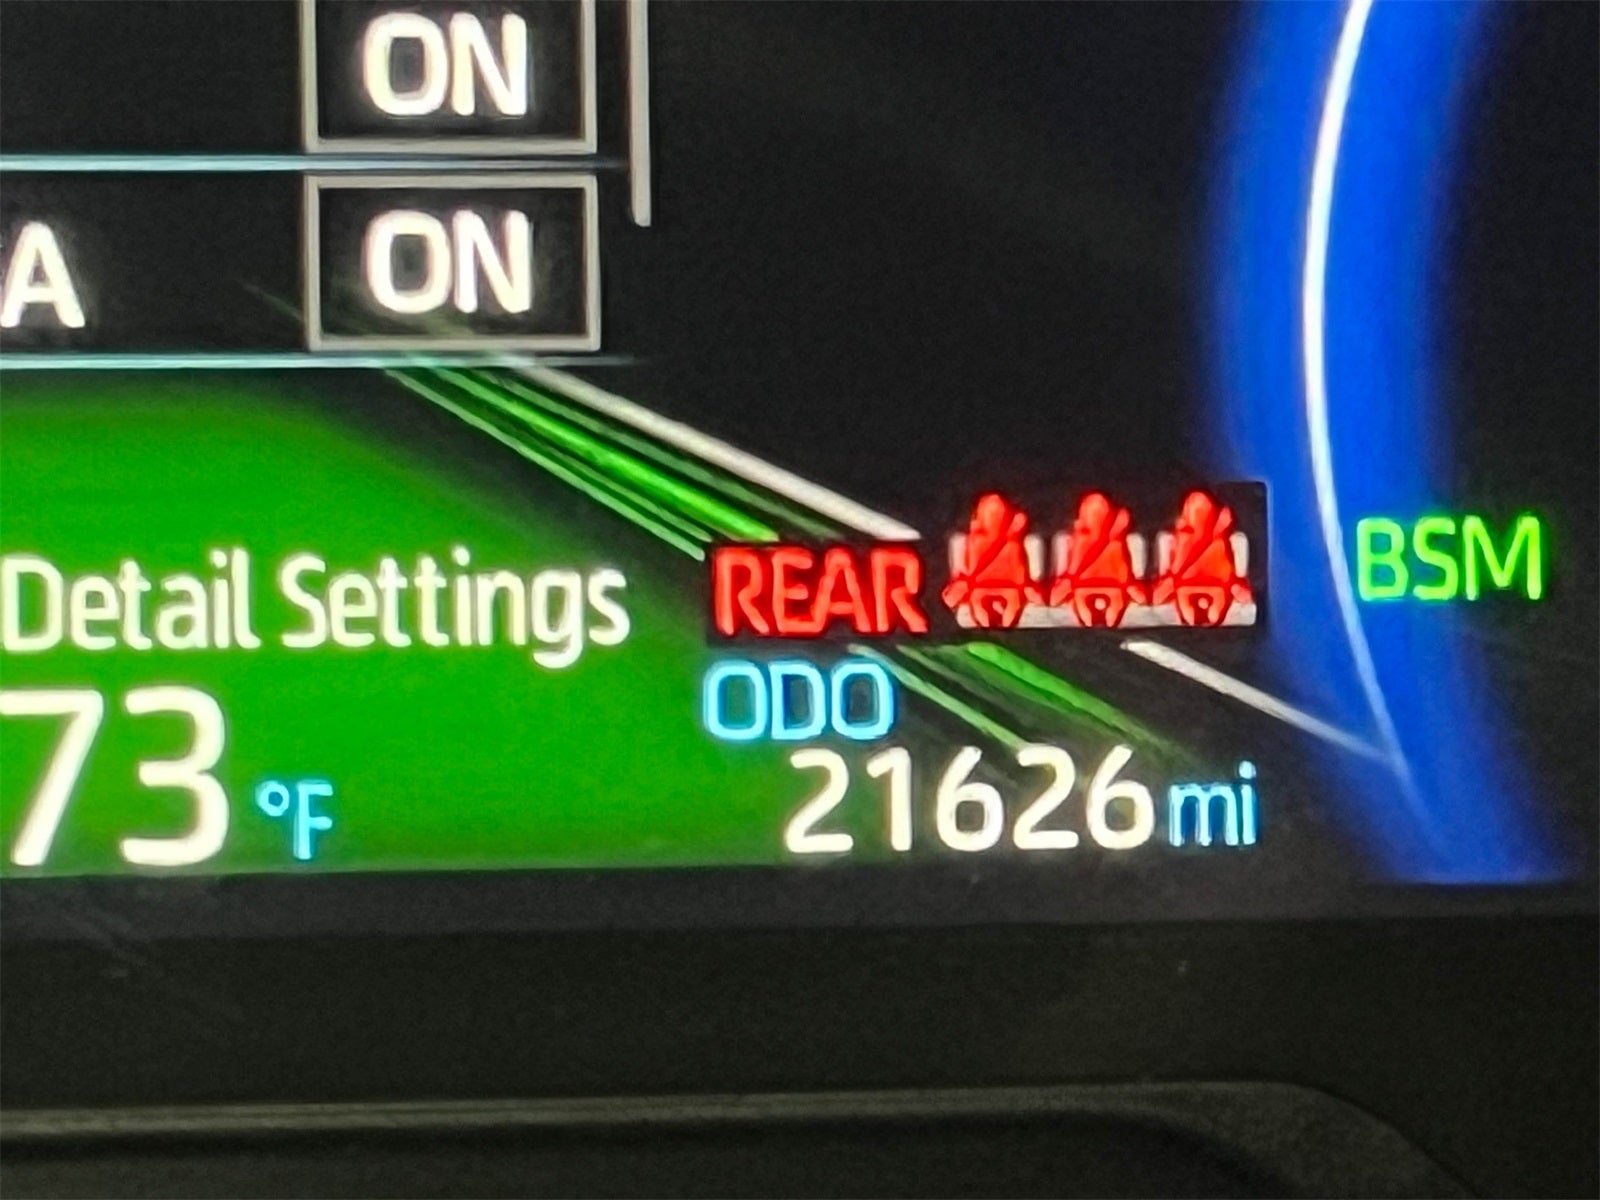 ON
A ON
Detail Settings
REAR
BSM
ODO
73 °F
21626 mi